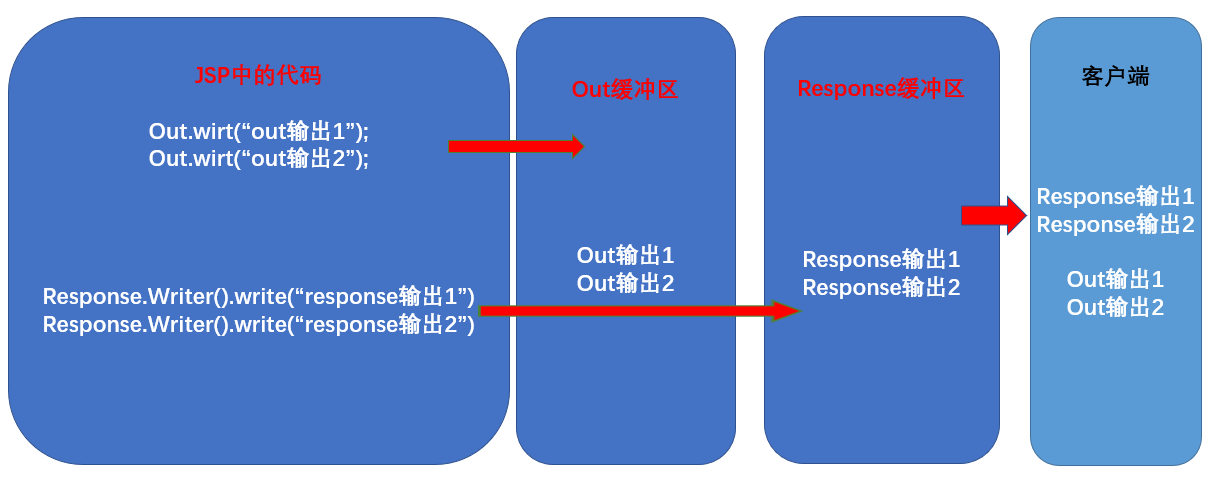 JSP中的代码
Out.wirt(“out输出1”);
Out.wirt(“out输出2”);
Response.Writer().write(“response输出1”)
Response.Writer().write(“response输出2”)
Out缓冲区
Out输出1
Out输出2
Response缓冲区
Response输出1
Response输出2
客户端
Response输出1
Response输出2
Out输出1
Out输出2